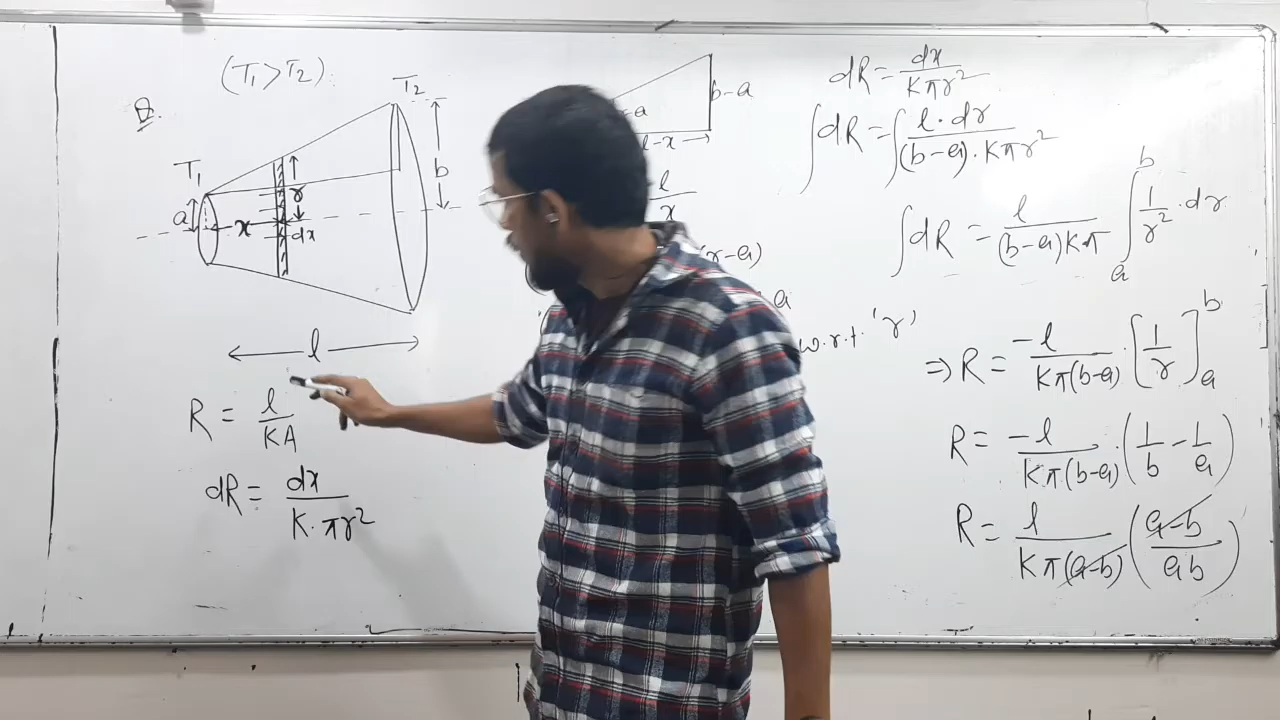 (T₁ > T₂)
Q.
T₁
T₂
a
x
r
dx
b
l
R = l/KA
dR = dx/(K·πr²)
b-a
-a
l-x
l/x
(r-a)
a
w.r.t. 'r'
dR = dx/(Kπr²)
∫dR = ∫ l·dr/((b-a)·Kπr²)
∫dR = l/((b-a)Kπ) ∫ₐᵇ 1/r² · dr
⇒ R = -l/(Kπ(b-a)) · [1/r]ₐᵇ
R = -l/(Kπ(b-a)) · (1/b - 1/a)
R = l/(Kπ(a-b)) ((a-b)/ab)